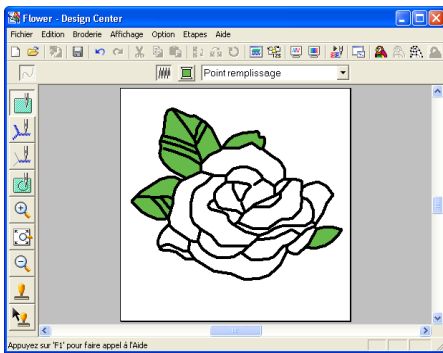 Flower - Design Center
Fichier Edition Broderie Affichage Option Etapes Aide
Point remplissage
Appuyez sur 'F1' pour faire appel à l'Aide